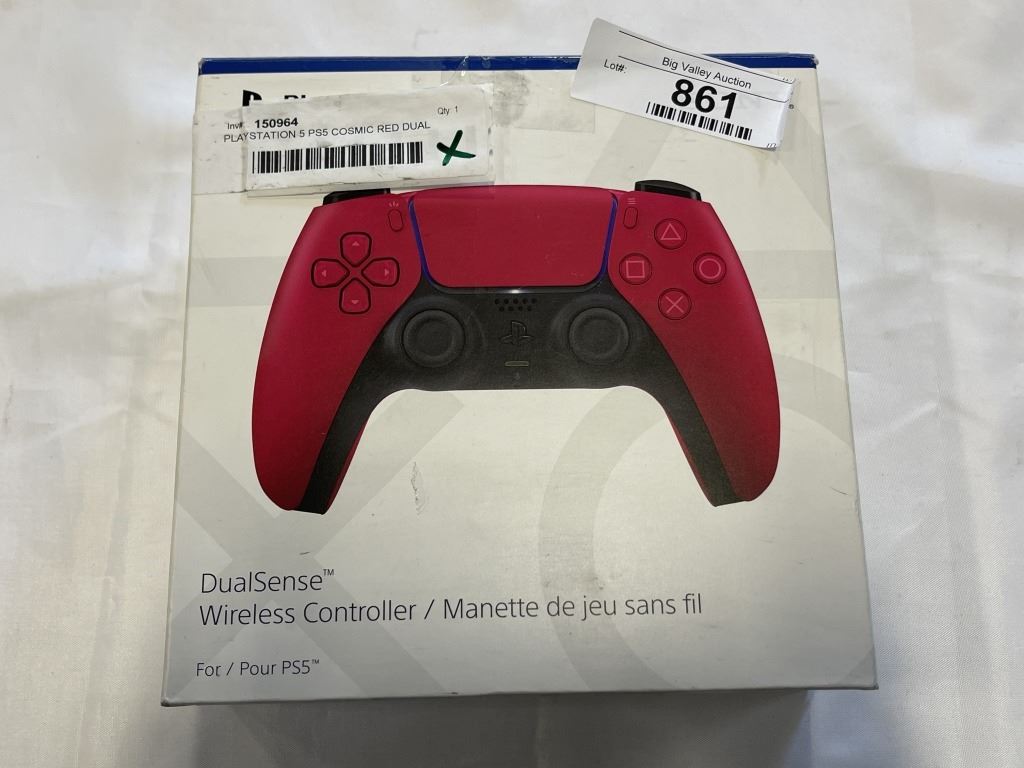 Big Valley Auction
Lot#:
861
Inv#: 150964
Qty: 1
PLAYSTATION 5 PS5 COSMIC RED DUAL
DualSense™
Wireless Controller / Manette de jeu sans fil
For / Pour PS5™